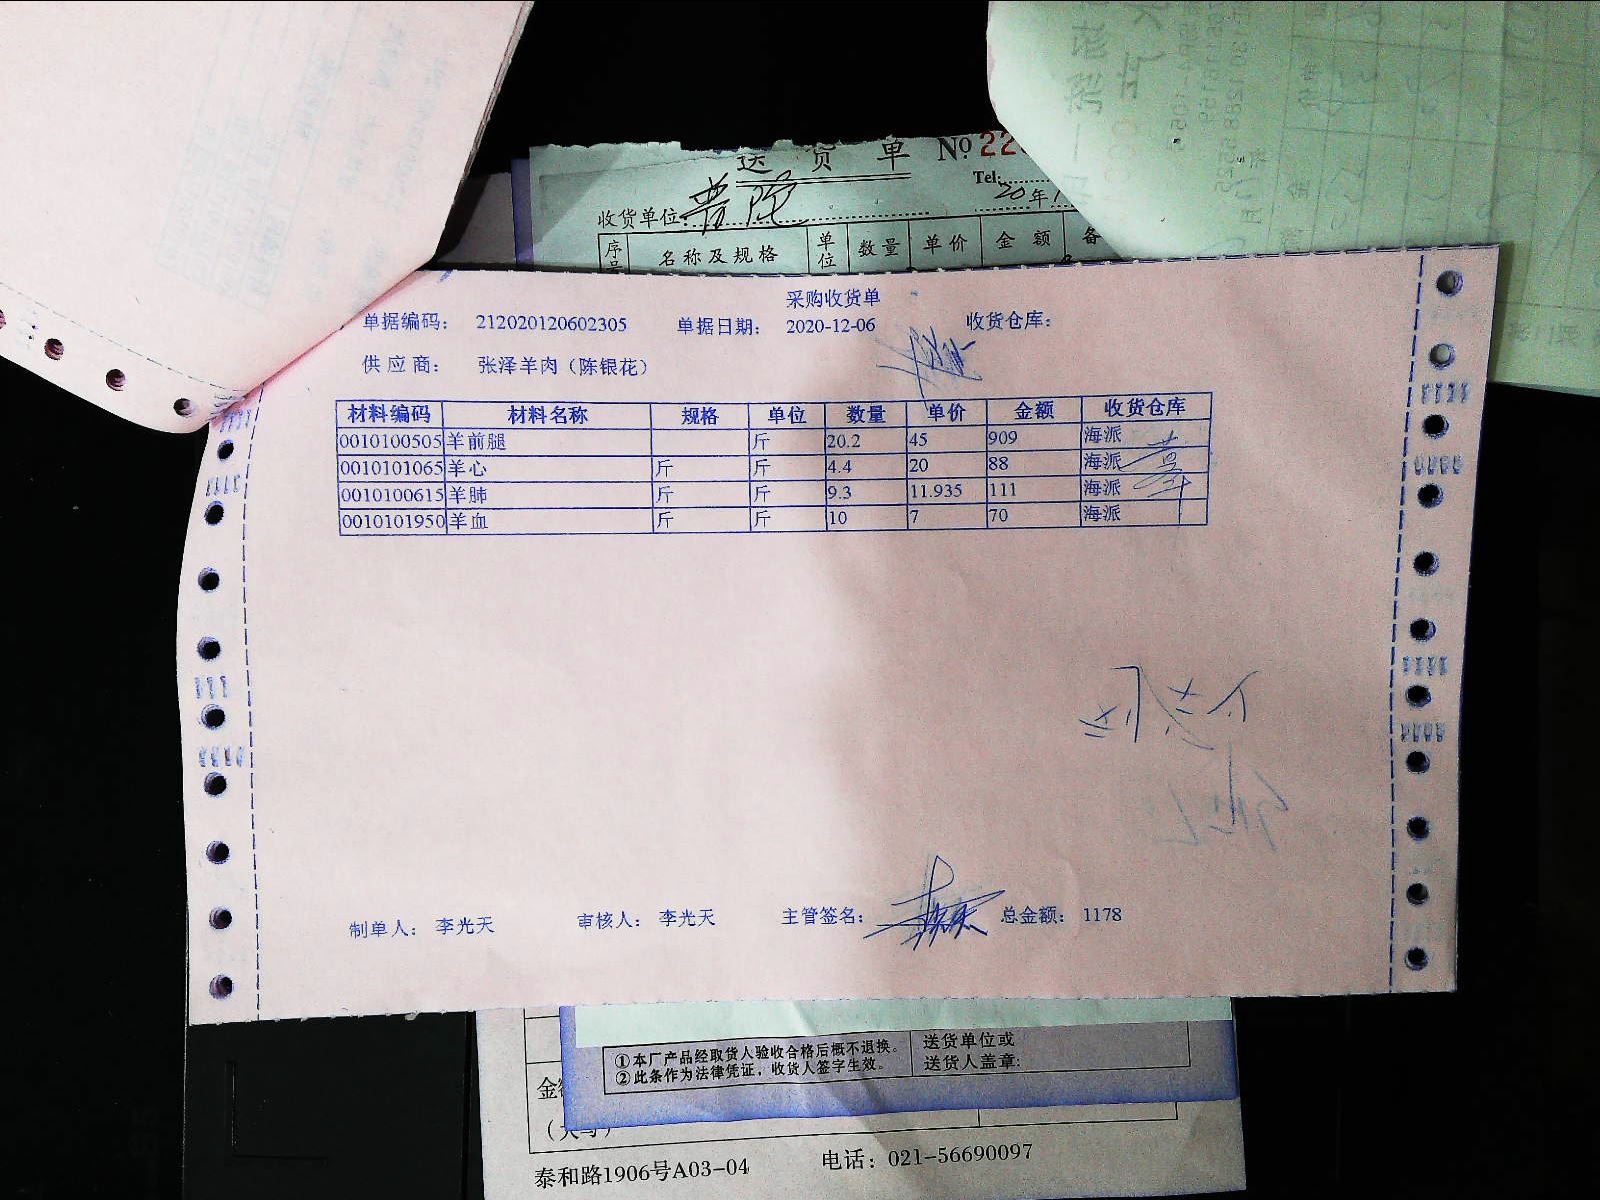 送 货 单 No 22
Tel:
收货单位: 普陀 20年1
序号 名称及规格 单位 数量 单价 金额 备
采购收货单
单据编码: 212020120602305 单据日期: 2020-12-06 收货仓库:
供应商: 张泽羊肉（陈银花）
材料编码 材料名称 规格 单位 数量 单价 金额 收货仓库
0010100505 羊前腿 斤 20.2 45 909 海派
0010101065 羊心 斤 斤 4.4 20 88 海派
0010100615 羊肺 斤 斤 9.3 11.935 111 海派
0010101950 羊血 斤 斤 10 7 70 海派
制单人: 李光天 审核人: 李光天 主管签名: 总金额: 1178
①本厂产品经取货人验收合格后概不退换。 送货单位或
②此条作为法律凭证，收货人签字生效。 送货人盖章:
泰和路1906号A03-04 电话: 021-56690097